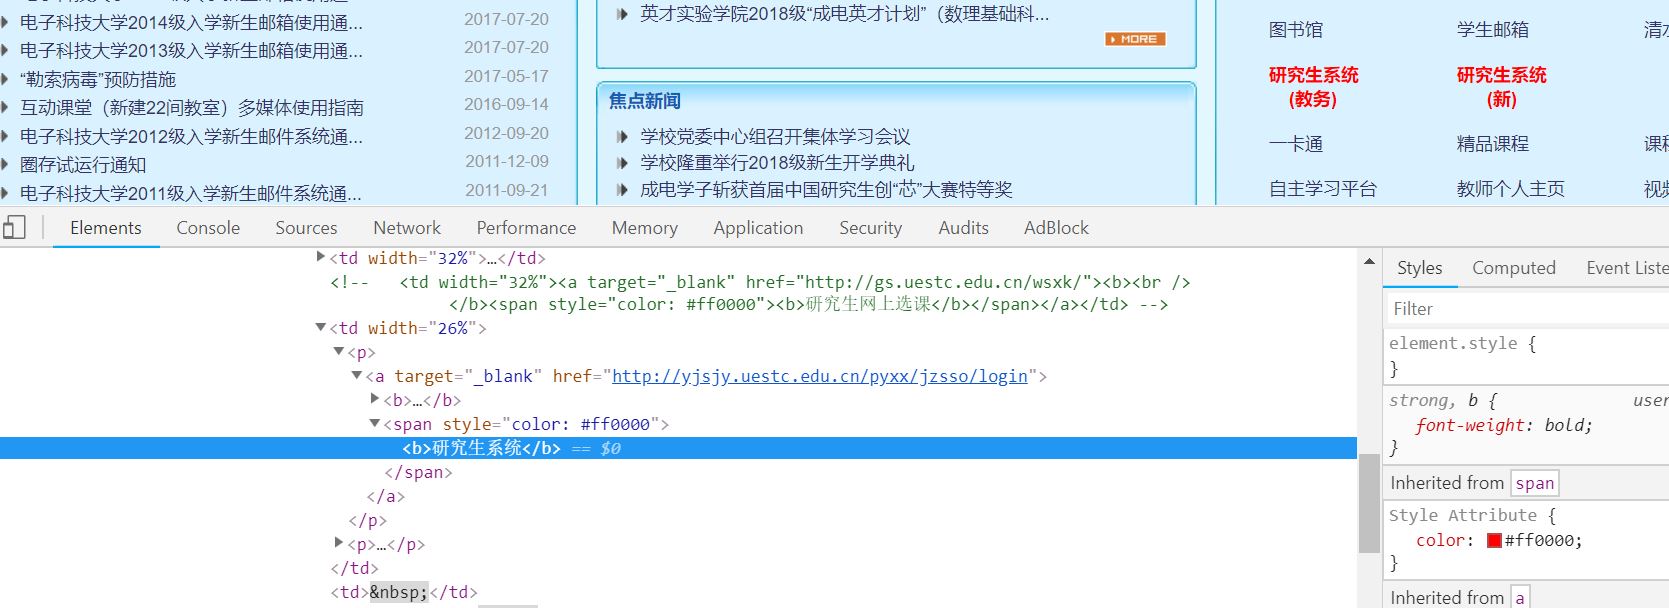 电子科技大学2014级入学新生邮箱使用通... 2017-07-20
电子科技大学2013级入学新生邮箱使用通... 2017-07-20
“勒索病毒”预防措施 2017-05-17
互动课堂（新建22间教室）多媒体使用指南 2016-09-14
电子科技大学2012级入学新生邮件系统通... 2012-09-20
圈存试运行通知 2011-12-09
电子科技大学2011级入学新生邮件系统通... 2011-09-21
英才实验学院2018级“成电英才计划”（数理基础科...
MORE
焦点新闻
学校党委中心组召开集体学习会议
学校隆重举行2018级新生开学典礼
成电学子斩获首届中国研究生创“芯”大赛特等奖
图书馆 学生邮箱 清水
研究生系统 研究生系统
(教务) (新)
一卡通 精品课程 课程
自主学习平台 教师个人主页 视频
Elements Console Sources Network Performance Memory Application Security Audits AdBlock
<td width="32%">…</td>
<!-- <td width="32%"><a target="_blank" href="http://gs.uestc.edu.cn/wsxk/"><b><br />
</b><span style="color: #ff0000"><b>研究生网上选课</b></span></a></td> -->
<td width="26%">
<p>
<a target="_blank" href="http://yjsjy.uestc.edu.cn/pyxx/jzsso/login">
<b>…</b>
<span style="color: #ff0000">
<b>研究生系统</b> == $0
</span>
</a>
</p>
<p>…</p>
</td>
<td>&nbsp;</td>
Styles Computed Event Liste
Filter
element.style {
}
strong, b { user
font-weight: bold;
}
Inherited from span
Style Attribute {
color: #ff0000;
}
Inherited from a